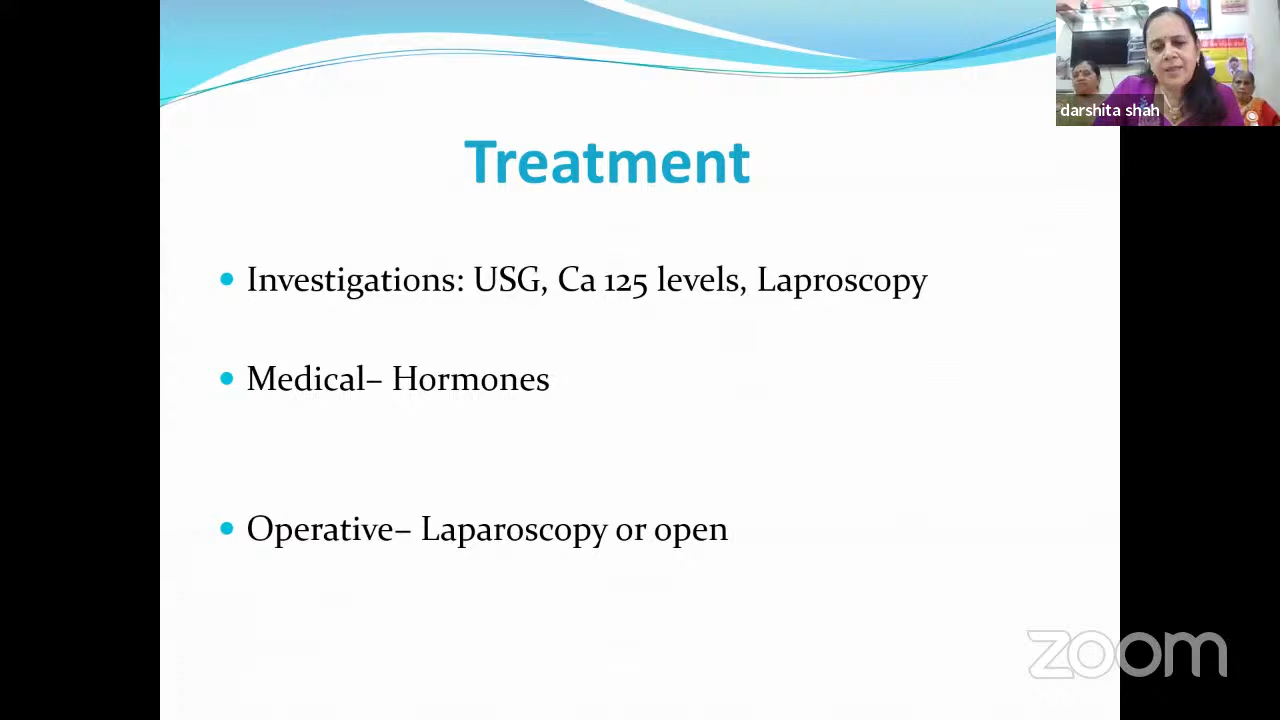 darshita shah
Treatment
• Investigations: USG, Ca 125 levels, Laproscopy
• Medical– Hormones
• Operative– Laparoscopy or open
zoom